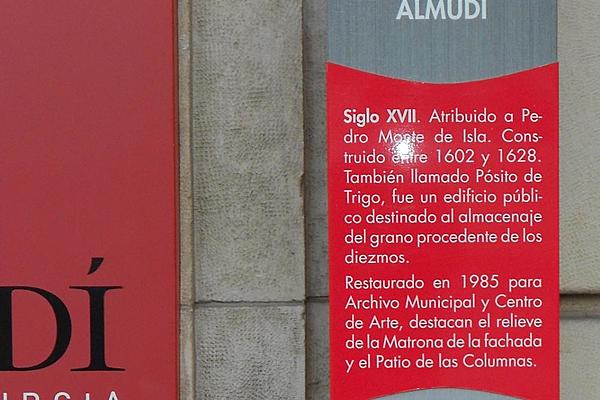 ALMUDÍ
Siglo XVII. Atribuido a Pe-
dro Monte de Isla. Cons-
truido entre 1602 y 1628.
También llamado Pósito de
Trigo, fue un edificio públi-
co destinado al almacenaje
del grano procedente de los
diezmos.
Restaurado en 1985 para
Archivo Municipal y Centro
de Arte, destacan el relieve
de la Matrona de la fachada
y el Patio de las Columnas.
DÍ